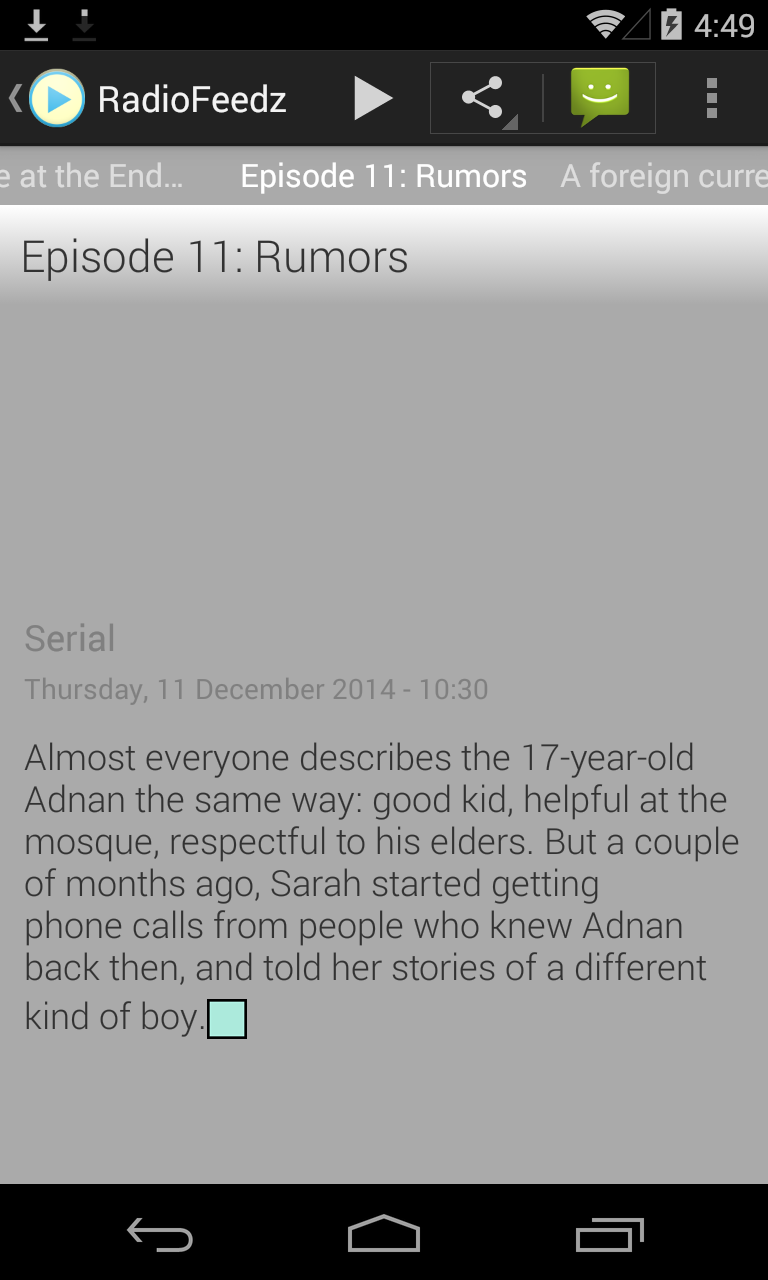 4:49
RadioFeedz
e at the End… Episode 11: Rumors A foreign curre
Episode 11: Rumors
Serial
Thursday, 11 December 2014 - 10:30
Almost everyone describes the 17-year-old
Adnan the same way: good kid, helpful at the
mosque, respectful to his elders. But a couple
of months ago, Sarah started getting
phone calls from people who knew Adnan
back then, and told her stories of a different
kind of boy.